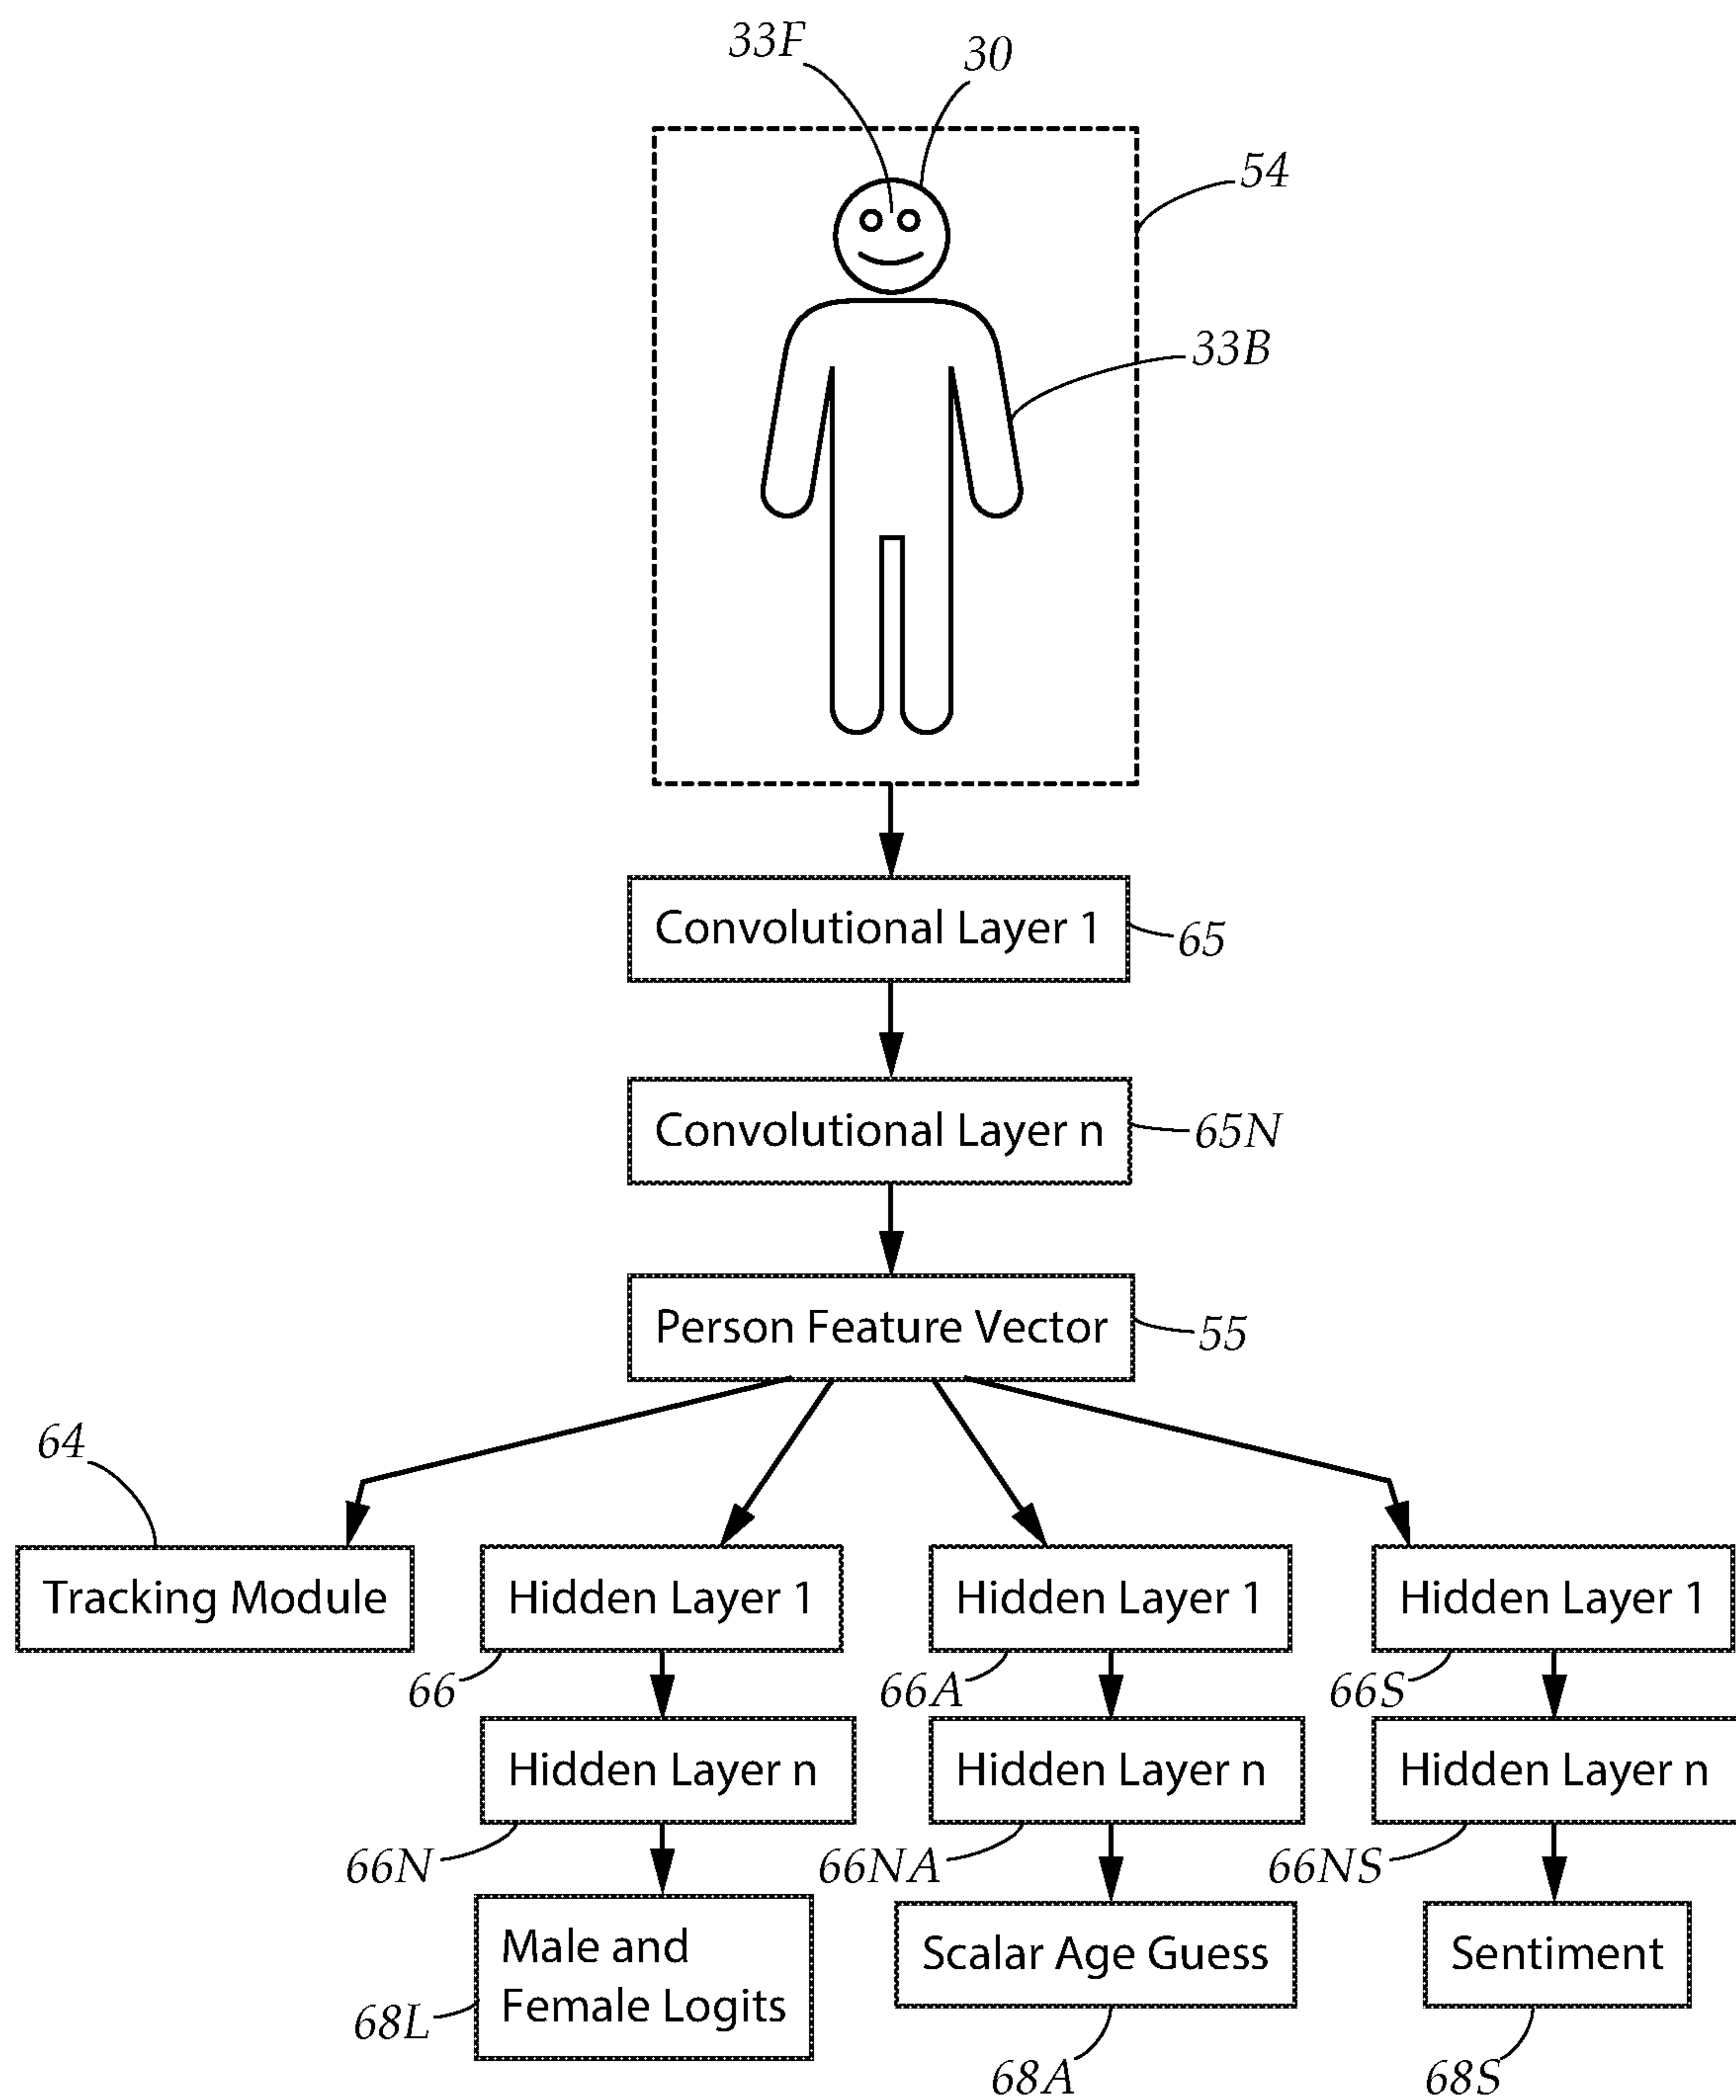 33F
30
54
33B
Convolutional Layer 1
65
Convolutional Layer n
65N
Person Feature Vector
55
64
Tracking Module
Hidden Layer 1
Hidden Layer 1
Hidden Layer 1
66
66A
66S
Hidden Layer n
Hidden Layer n
Hidden Layer n
66N
66NA
66NS
Male and
Female Logits
Scalar Age Guess
Sentiment
68L
68A
68S